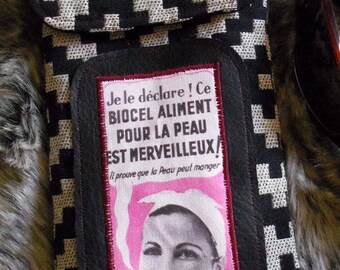 Je le déclare! Ce
BIOCEL ALIMENT
POUR LA PEAU
EST MERVEILLEUX!
Il prouve que la Peau peut manger